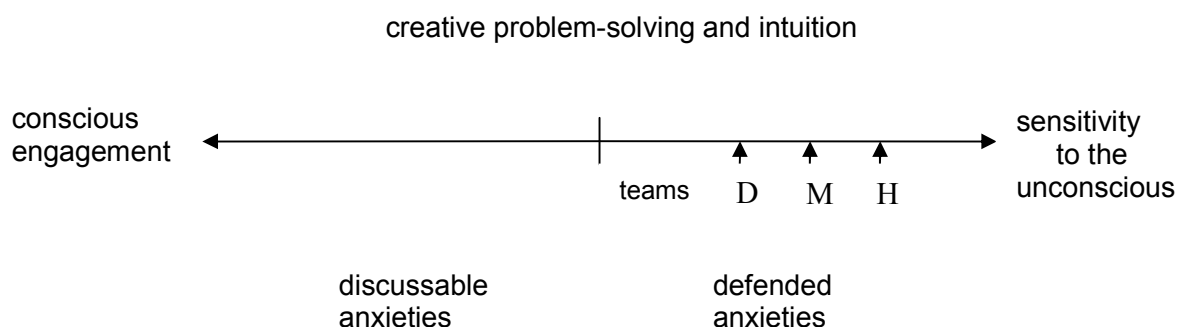 creative problem-solving and intuition
conscious
engagement
sensitivity
to the
unconscious
teams D M H
discussable
anxieties
defended
anxieties